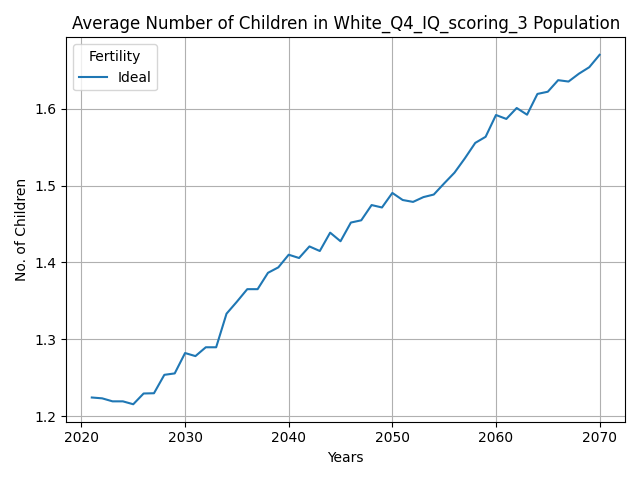 Average Number of Children in White_Q4_IQ_scoring_3 Population
Fertility
Ideal
No. of Children
1.6
1.5
1.4
1.3
1.2
2020 2030 2040 2050 2060 2070
Years